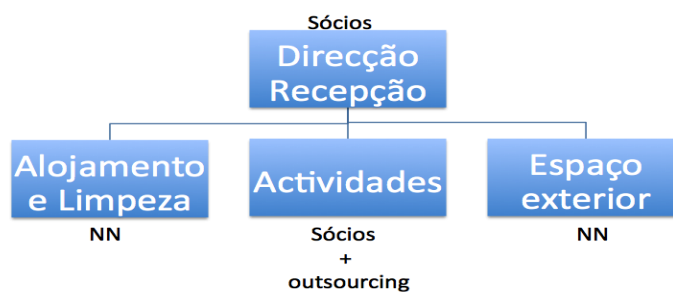 Sócios
Direcção
Recepção
Alojamento
e Limpeza
Actividades
Espaço
exterior
NN
Sócios
+
outsourcing
NN